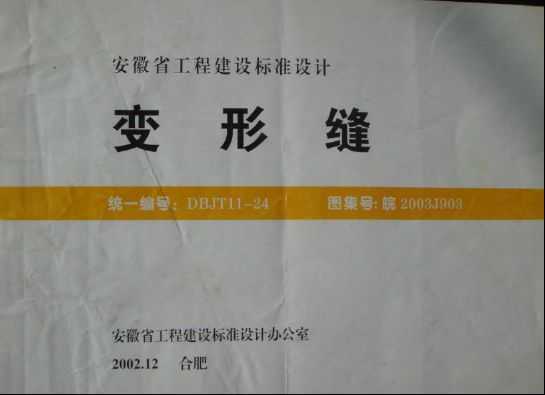 安徽省工程建设标准设计
变形缝
统一编号: DBJT11-24 图集号: 皖 2003J903
安徽省工程建设标准设计办公室
2002.12 合肥